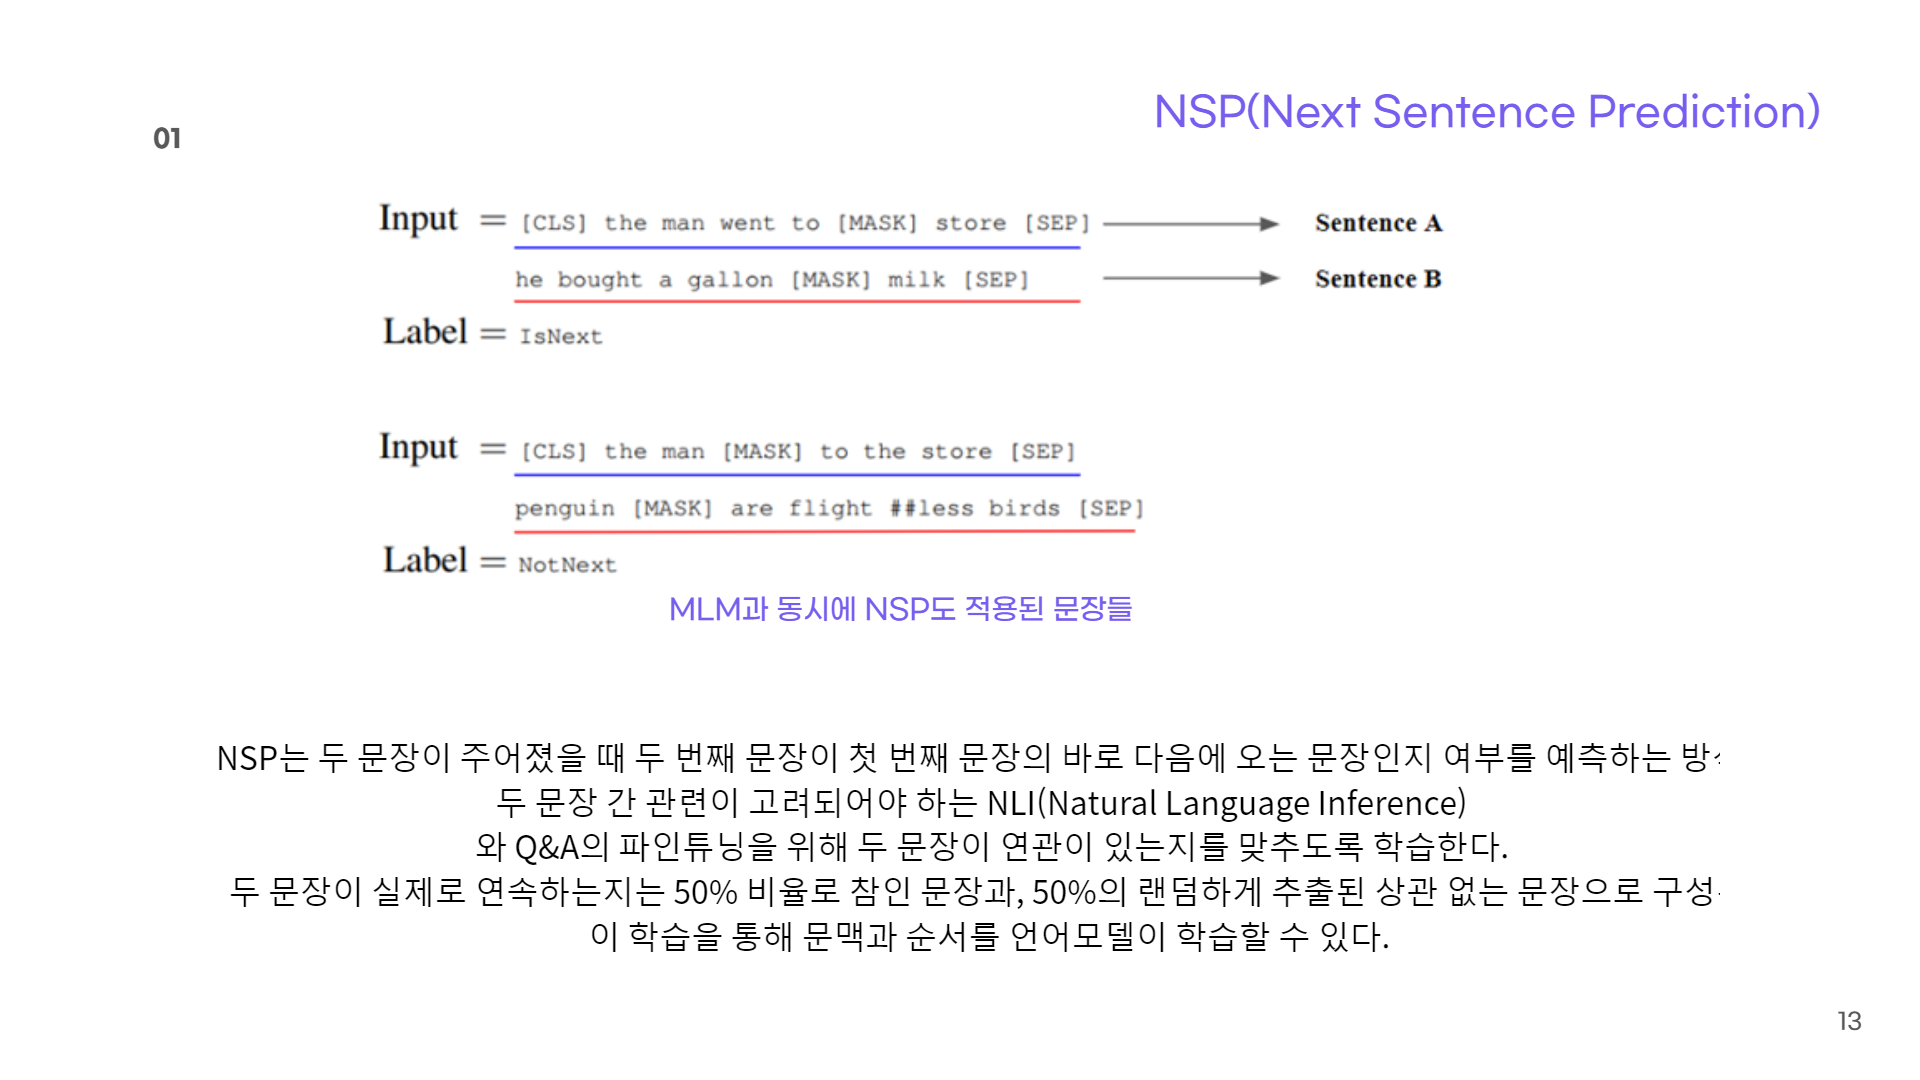 NSP(Next Sentence Prediction)
01
Input = [CLS] the man went to [MASK] store [SEP] Sentence A
he bought a gallon [MASK] milk [SEP] Sentence B
Label = IsNext
Input = [CLS] the man [MASK] to the store [SEP]
penguin [MASK] are flight ##less birds [SEP]
Label = NotNext
MLM과 동시에 NSP도 적용된 문장들
NSP는 두 문장이 주어졌을 때 두 번째 문장이 첫 번째 문장의 바로 다음에 오는 문장인지 여부를 예측하는
두 문장 간 관련이 고려되어야 하는 NLI(Natural Language Inference)
와 Q&A의 파인튜닝을 위해 두 문장이 연관이 있는지를 맞추도록 학습한다.
두 문장이 실제로 연속하는지는 50% 비율로 참인 문장과, 50%의 랜덤하게 추출된 상관 없는 문장으로 구성
이 학습을 통해 문맥과 순서를 언어모델이 학습할 수 있다.
13